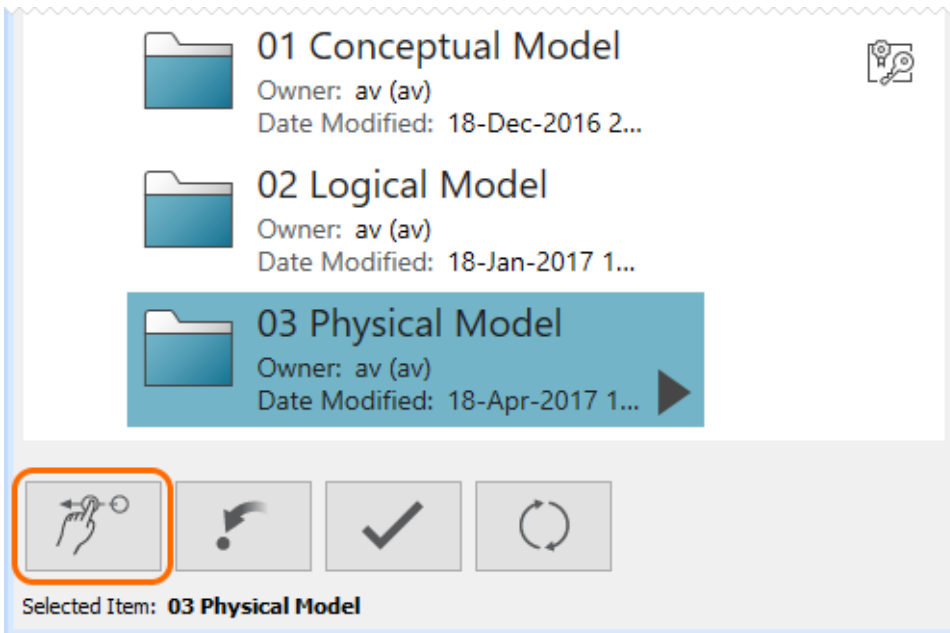 01 Conceptual Model
Owner: av (av)
Date Modified: 18-Dec-2016 2...
02 Logical Model
Owner: av (av)
Date Modified: 18-Jan-2017 1...
03 Physical Model
Owner: av (av)
Date Modified: 18-Apr-2017 1...
Selected Item: 03 Physical Model